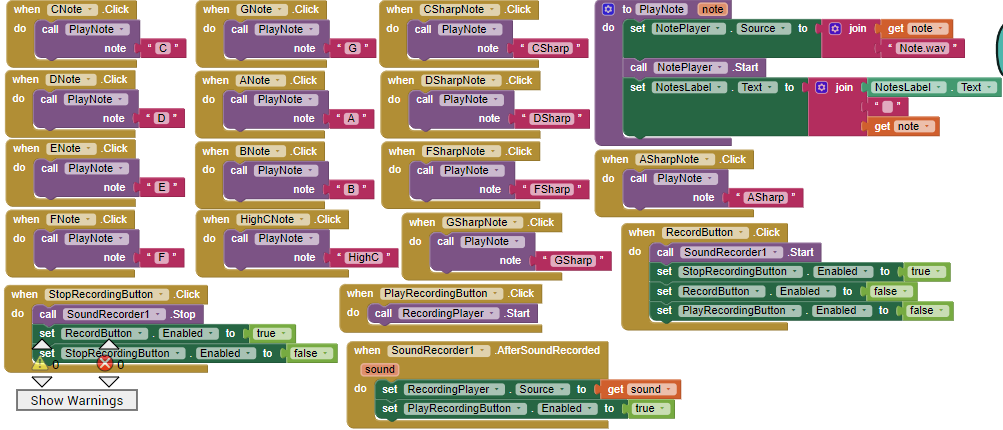 when CNote .Click
do call PlayNote
note " C "
when GNote .Click
do call PlayNote
note " G "
when CSharpNote .Click
do call PlayNote
note " CSharp "
to PlayNote note
do set NotePlayer . Source to join get note
" Note.wav "
call NotePlayer .Start
set NotesLabel . Text to join NotesLabel . Text
" "
get note
when DNote .Click
do call PlayNote
note " D "
when ANote .Click
do call PlayNote
note " A "
when DSharpNote .Click
do call PlayNote
note " DSharp "
when ENote .Click
do call PlayNote
note " E "
when BNote .Click
do call PlayNote
note " B "
when FSharpNote .Click
do call PlayNote
note " FSharp "
when ASharpNote .Click
do call PlayNote
note " ASharp "
when FNote .Click
do call PlayNote
note " F "
when HighCNote .Click
do call PlayNote
note " HighC "
when GSharpNote .Click
do call PlayNote
note " GSharp "
when RecordButton .Click
do call SoundRecorder1 .Start
set StopRecordingButton . Enabled to true
set RecordButton . Enabled to false
set PlayRecordingButton . Enabled to false
when StopRecordingButton .Click
do call SoundRecorder1 .Stop
set RecordButton . Enabled to true
set StopRecordingButton . Enabled to false
0 0
Show Warnings
when PlayRecordingButton .Click
do call RecordingPlayer .Start
when SoundRecorder1 .AfterSoundRecorded
sound
do set RecordingPlayer . Source to get sound
set PlayRecordingButton . Enabled to true